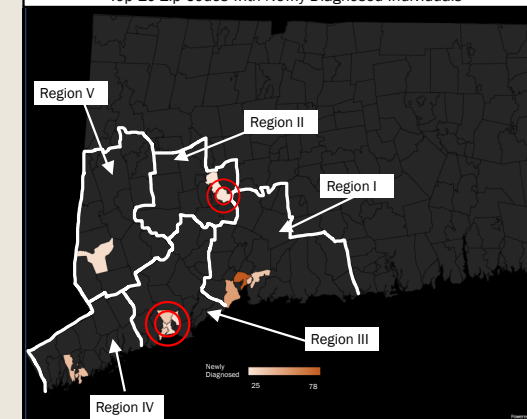 Top 20 Zip Codes with Newly Diagnosed Individuals
Region V
Region II
Region I
Region III
Newly
Diagnosed
25 78
Region IV